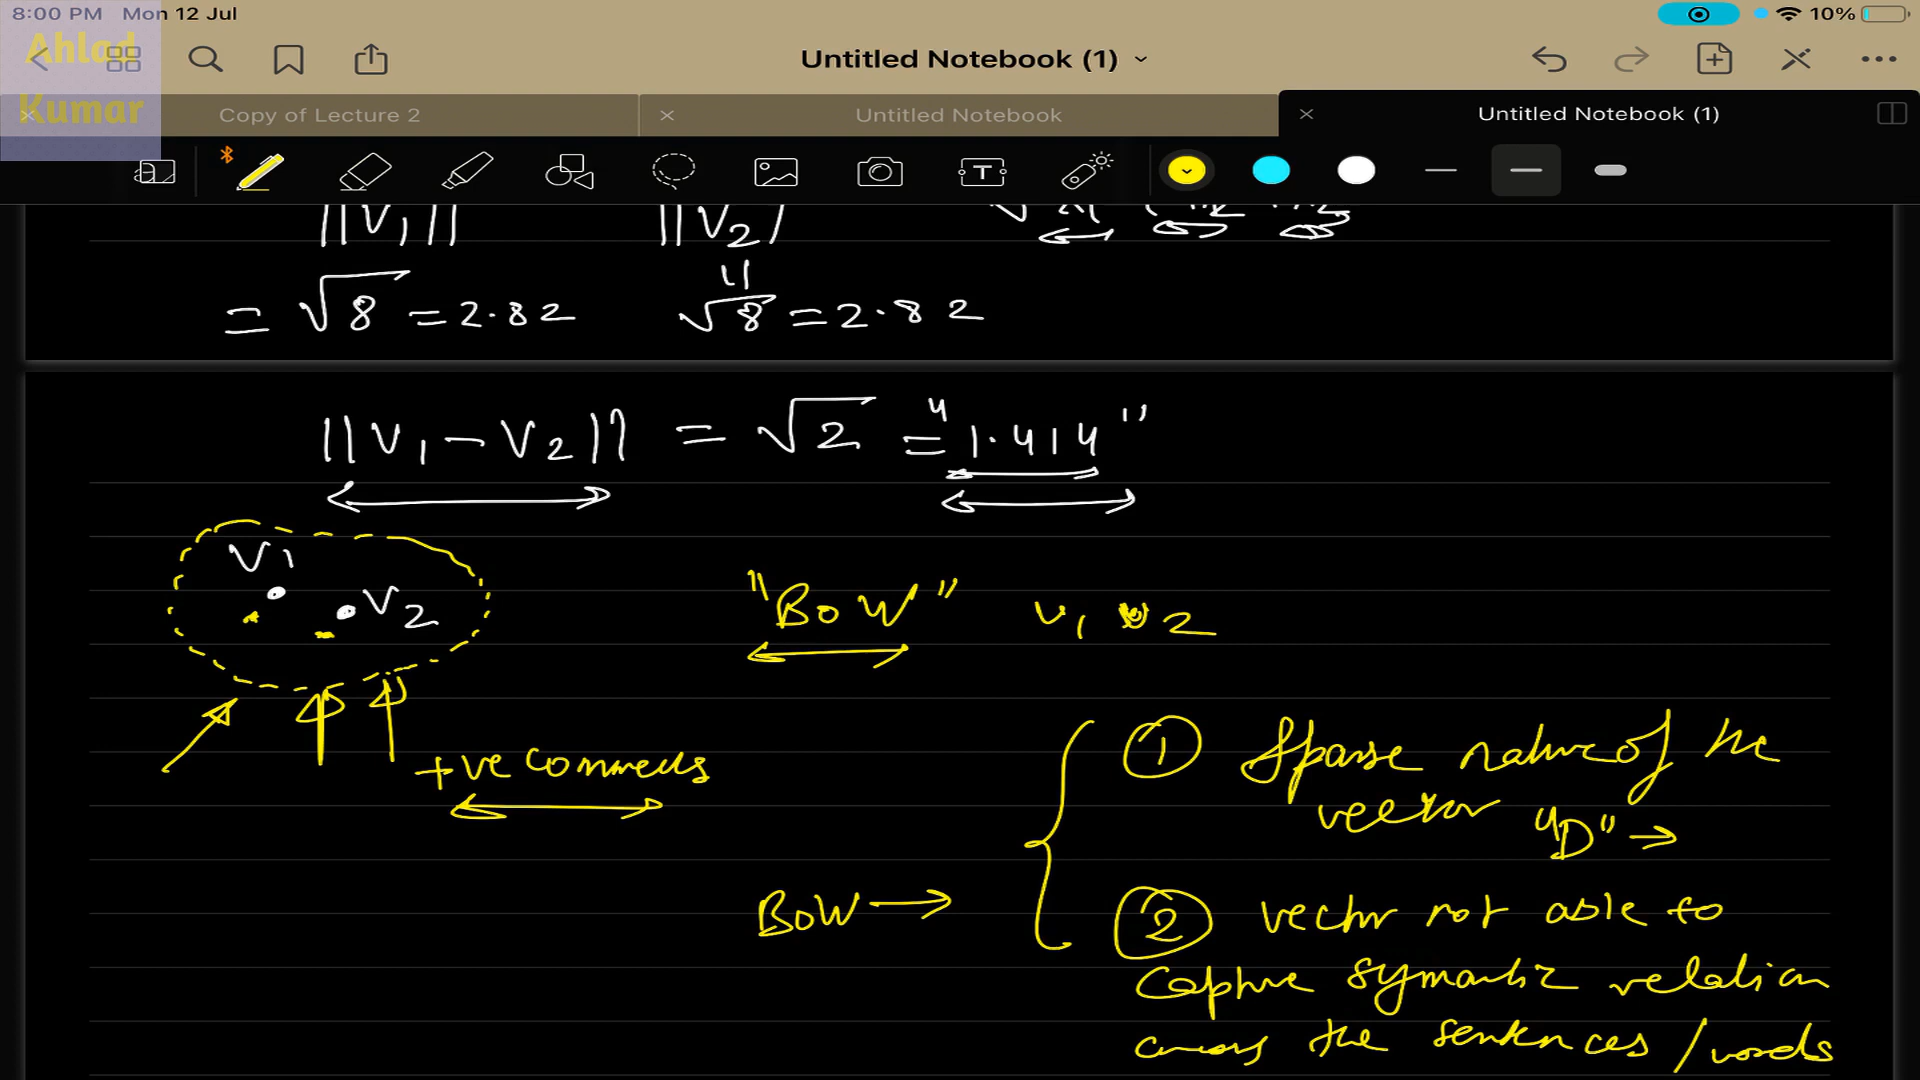 8:00 PM Mon 12 Jul
10%
Ahlad
Kumar
Untitled Notebook (1)
Copy of Lecture 2
Untitled Notebook
Untitled Notebook (1)
||V1|| ||V2|
= √8 = 2.82 √8 = 2.82
||V1 - V2|| = √2 = "1.414"
V1
V2
"BoW" V1 V2
+ve comments
① Sparse nature of the
vector "D" →
BoW →
② vector not able to
capture symantic relation
across the sentences / words